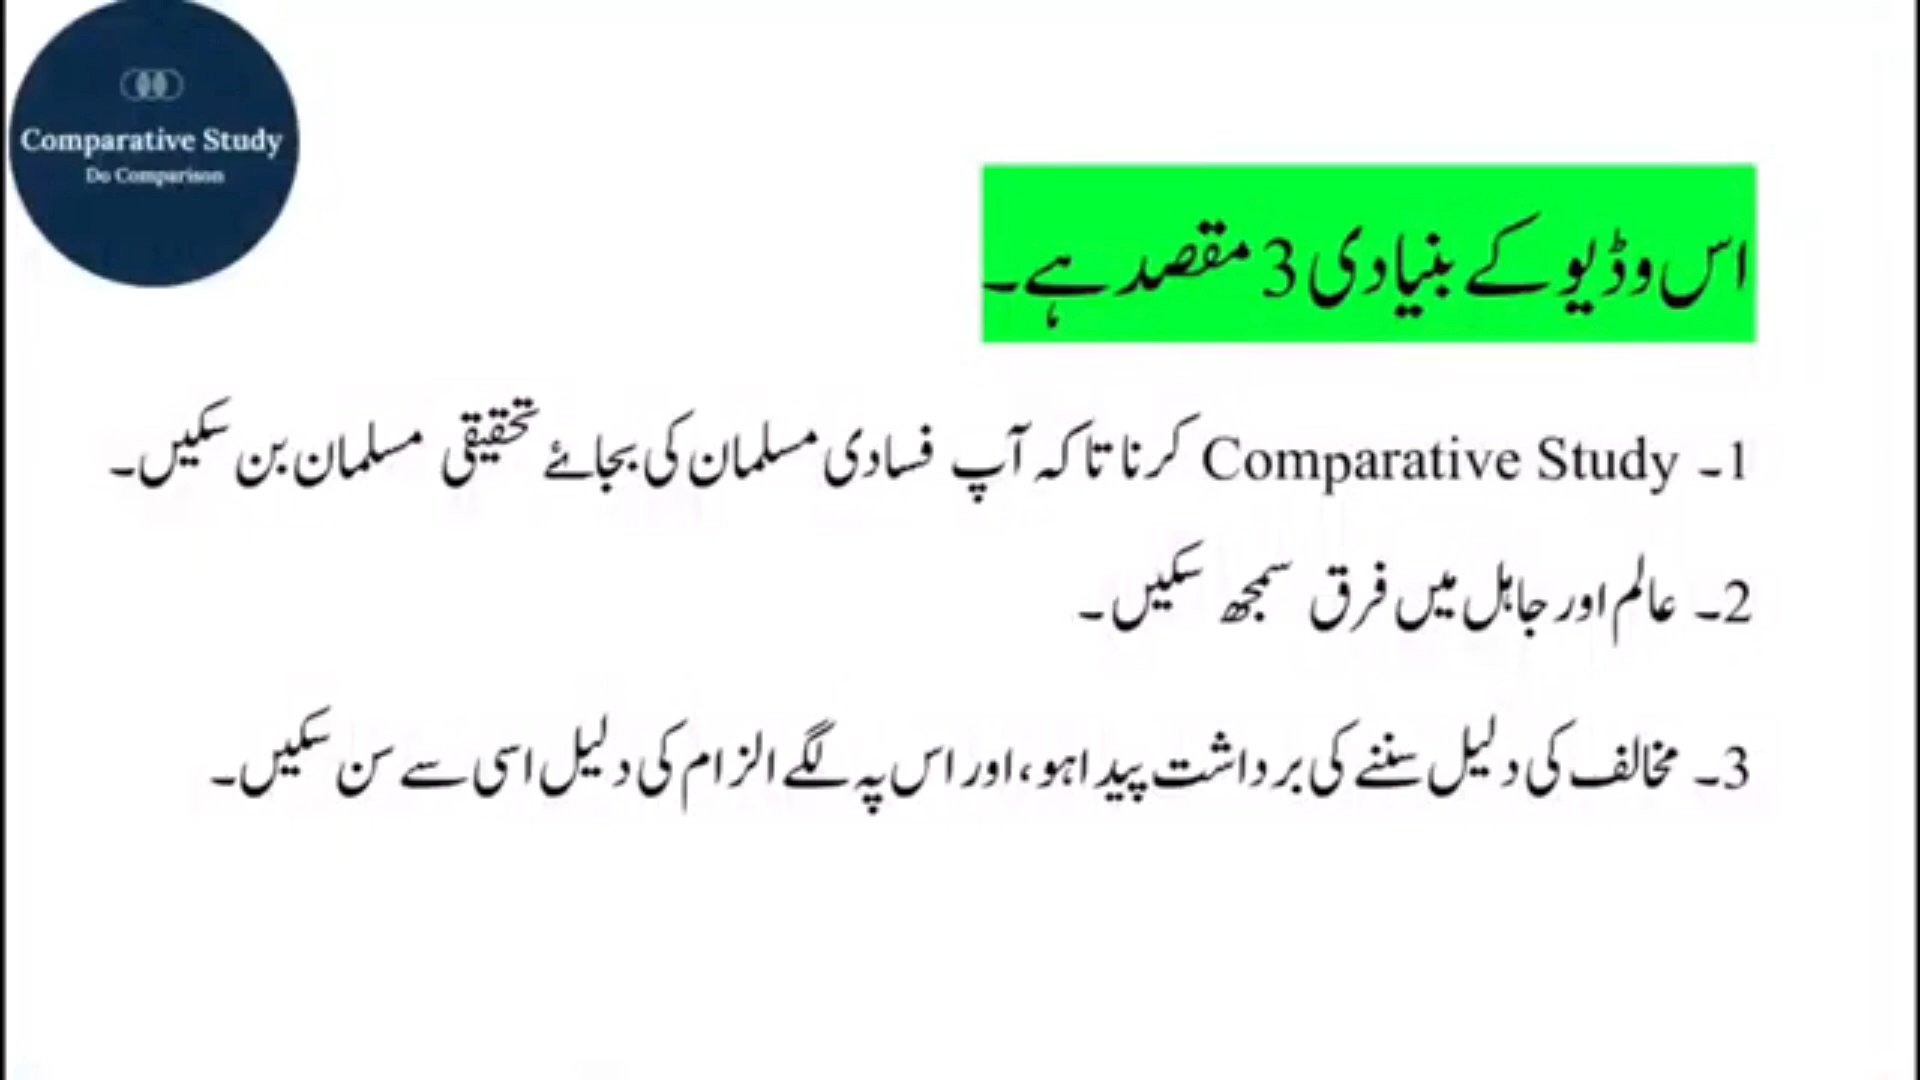 Comparative Study
Do Comparison
اس وڈیو کے بنیادی 3 مقصد ہے۔
1۔ Comparative Study کرنا تاکہ آپ فسادی مسلمان کی بجائے تحقیقی مسلمان بن سکیں۔
2۔ عالم اور جاہل میں فرق سمجھ سکیں۔
3۔ مخالف کی دلیل سننے کی برداشت پیدا ہو، اور اس پہ لگے الزام کی دلیل اسی سے سن سکیں۔